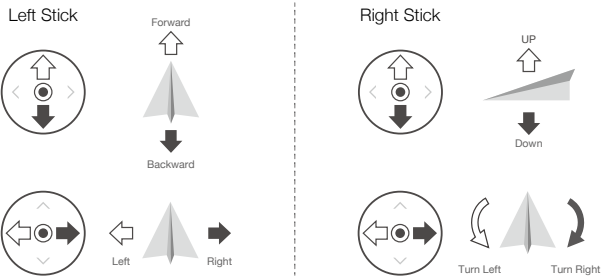 Left Stick
Forward
Backward
Left
Right
Right Stick
UP
Down
Turn Left
Turn Right